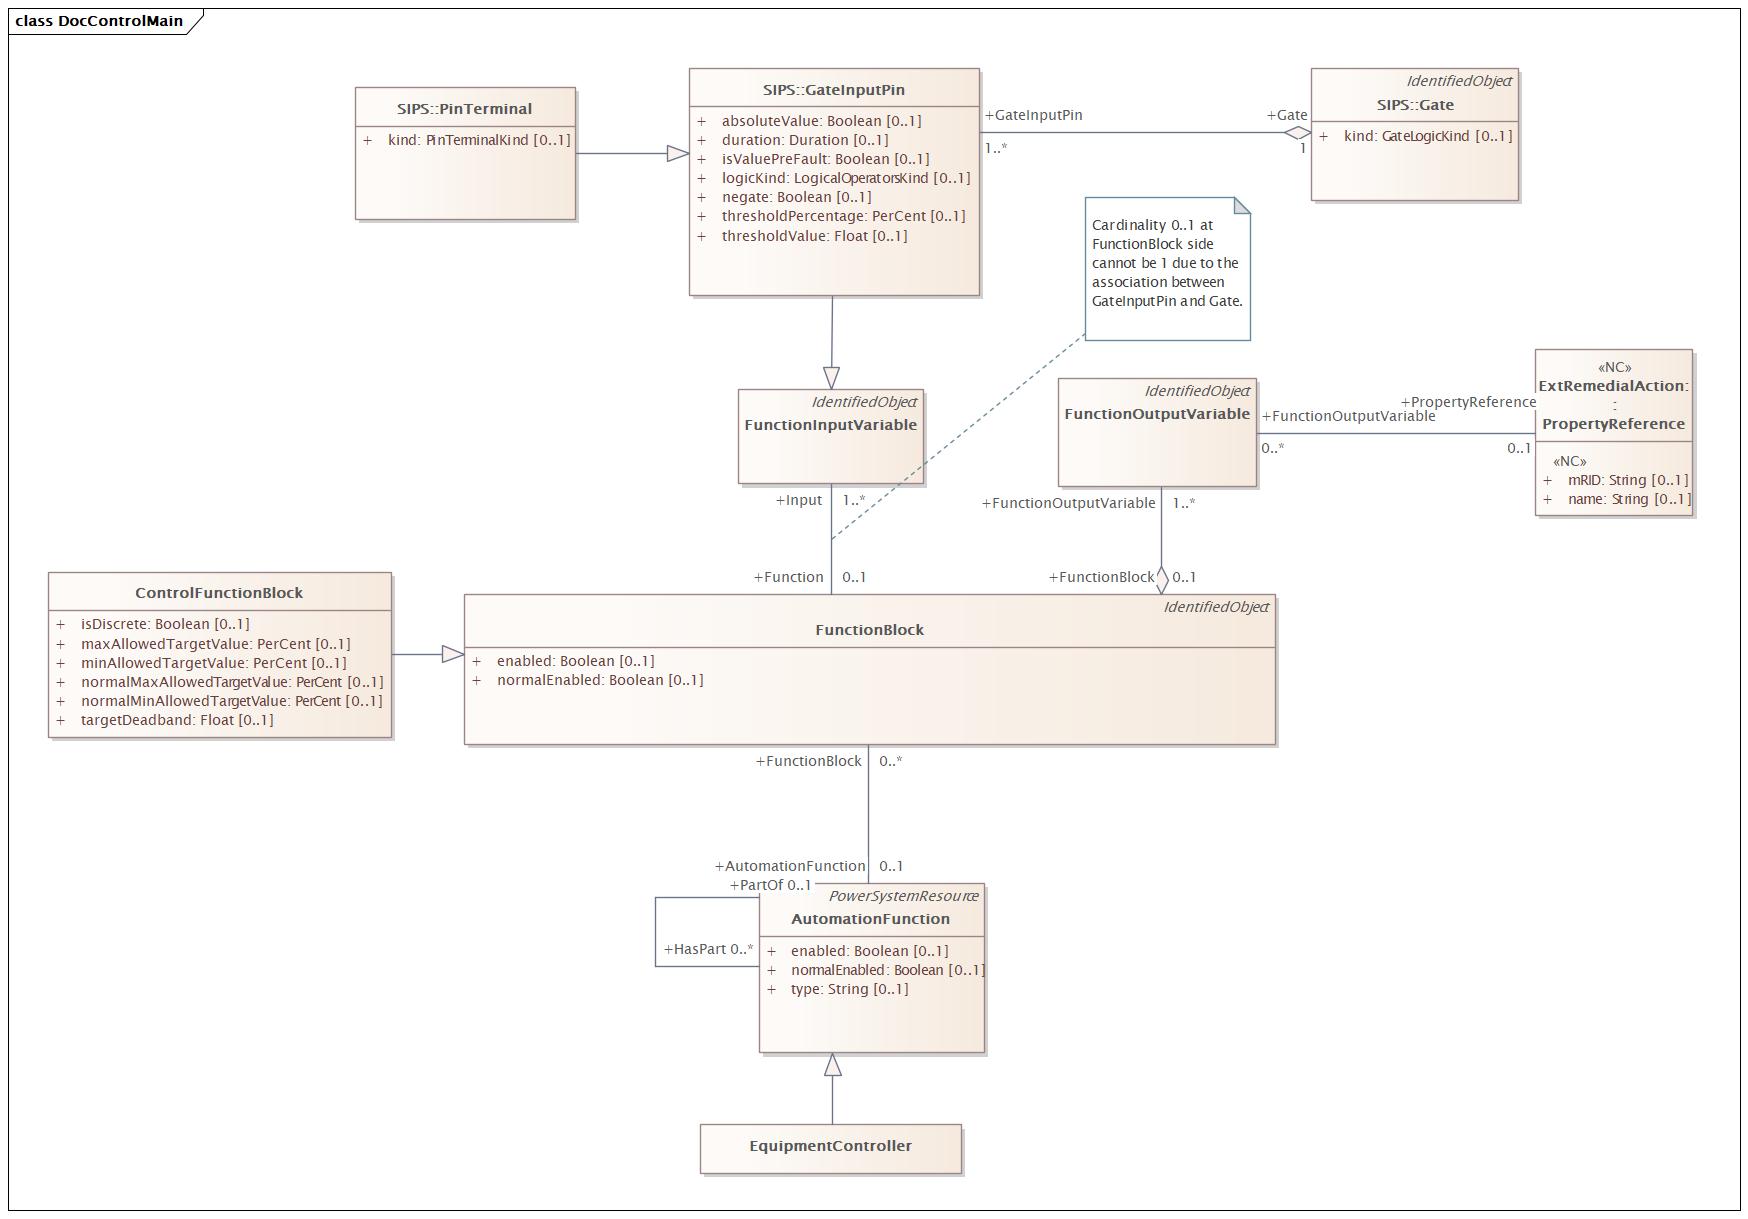 class DocControlMain
SIPS::PinTerminal
+ kind: PinTerminalKind [0..1]
SIPS::GateInputPin
+ absoluteValue: Boolean [0..1]
+ duration: Duration [0..1]
+ isValuePreFault: Boolean [0..1]
+ logicKind: LogicalOperatorsKind [0..1]
+ negate: Boolean [0..1]
+ thresholdPercentage: PerCent [0..1]
+ thresholdValue: Float [0..1]
+GateInputPin
1..*
+Gate
1
IdentifiedObject
SIPS::Gate
+ kind: GateLogicKind [0..1]
Cardinality 0..1 at
FunctionBlock side
cannot be 1 due to the
association between
GateInputPin and Gate.
IdentifiedObject
FunctionInputVariable
+Input 1..*
+Function 0..1
IdentifiedObject
FunctionOutputVariable
+PropertyReference
+FunctionOutputVariable
0..*
0..1
«NC»
ExtRemedialAction:
:
PropertyReference
«NC»
+ mRID: String [0..1]
+ name: String [0..1]
+FunctionOutputVariable 1..*
+FunctionBlock 0..1
ControlFunctionBlock
+ isDiscrete: Boolean [0..1]
+ maxAllowedTargetValue: PerCent [0..1]
+ minAllowedTargetValue: PerCent [0..1]
+ normalMaxAllowedTargetValue: PerCent [0..1]
+ normalMinAllowedTargetValue: PerCent [0..1]
+ targetDeadband: Float [0..1]
IdentifiedObject
FunctionBlock
+ enabled: Boolean [0..1]
+ normalEnabled: Boolean [0..1]
+FunctionBlock 0..*
+AutomationFunction 0..1
+PartOf 0..1
+HasPart 0..*
PowerSystemResource
AutomationFunction
+ enabled: Boolean [0..1]
+ normalEnabled: Boolean [0..1]
+ type: String [0..1]
EquipmentController